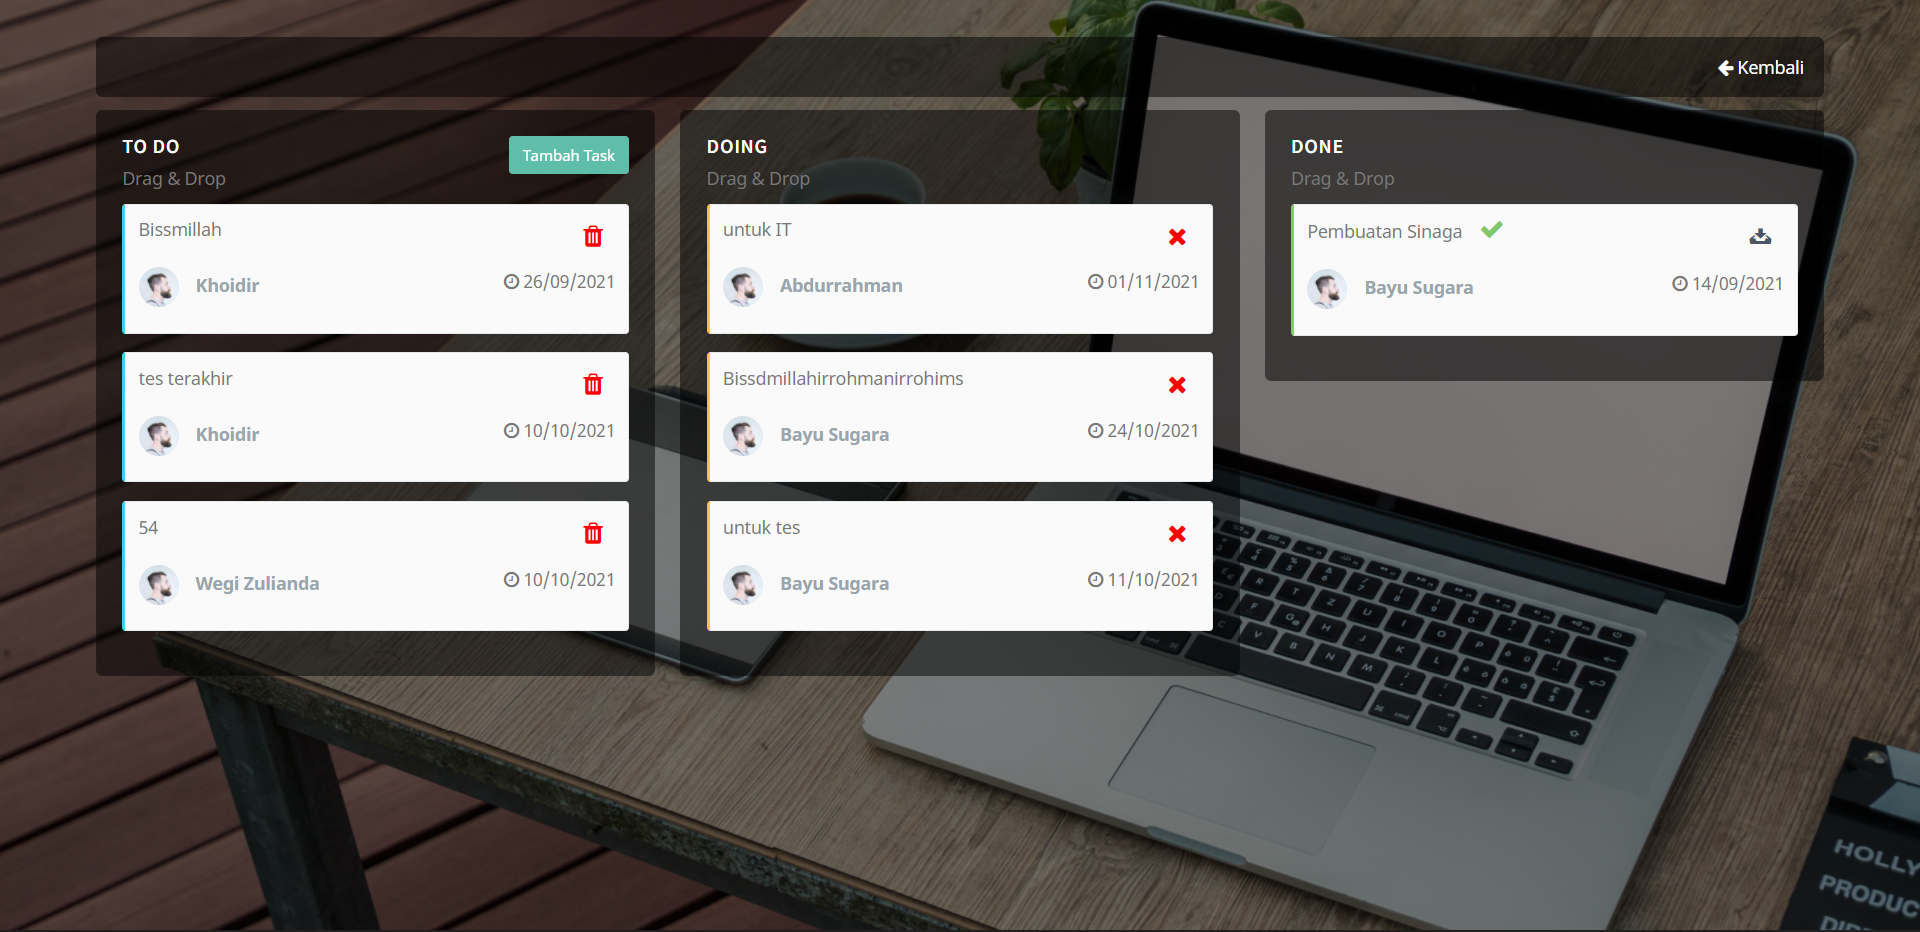 Kembali
TO DO
Tambah Task
Drag & Drop
Bissmillah
Khoidir
26/09/2021
tes terakhir
Khoidir
10/10/2021
54
Wegi Zulianda
10/10/2021
DOING
Drag & Drop
untuk IT
Abdurrahman
01/11/2021
Bissdmillahirrohmanirrohims
Bayu Sugara
24/10/2021
untuk tes
Bayu Sugara
11/10/2021
DONE
Drag & Drop
Pembuatan Sinaga
Bayu Sugara
14/09/2021
HOLLY
PRODUC